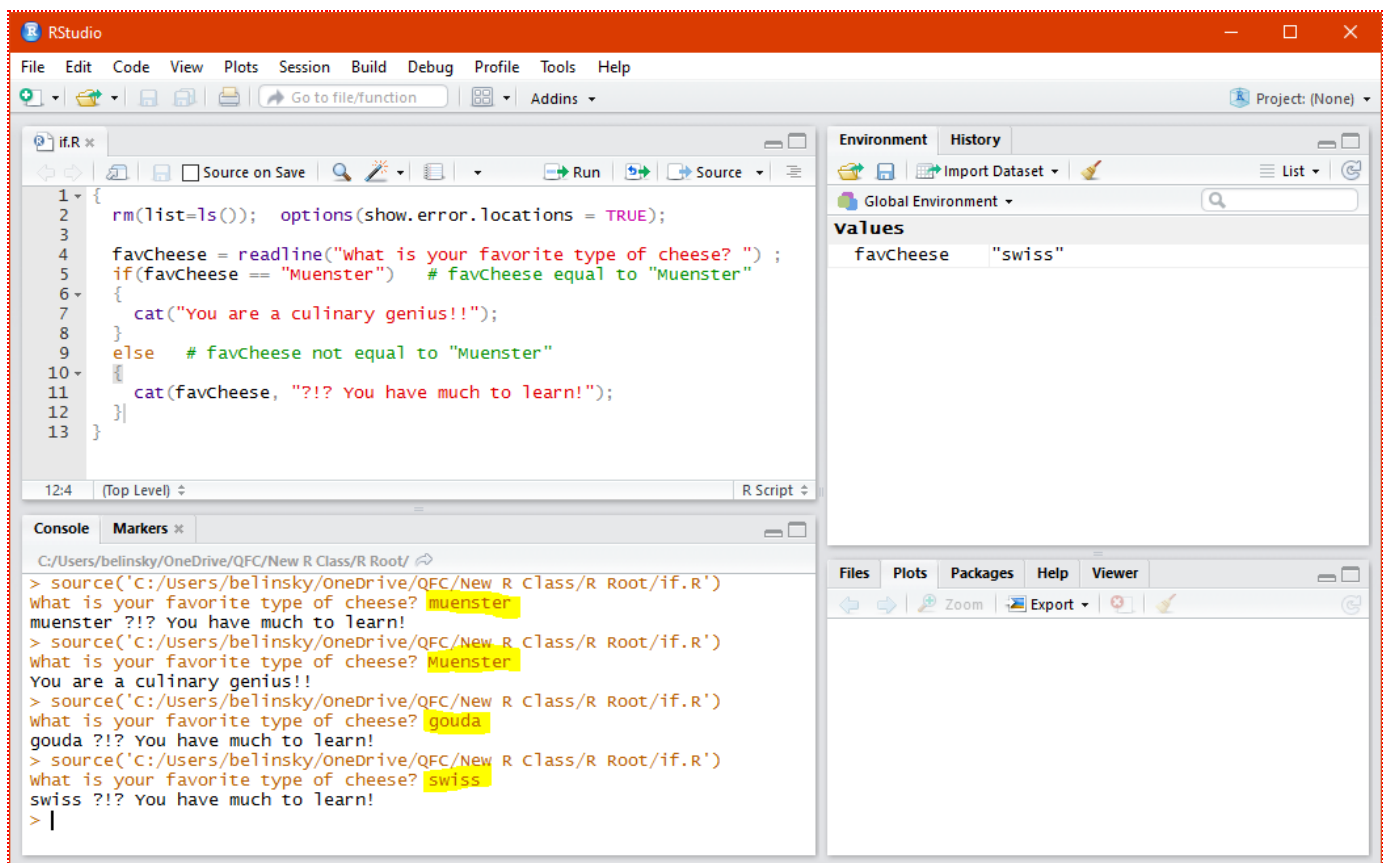 RStudio
File Edit Code View Plots Session Build Debug Profile Tools Help
Go to file/function Addins Project: (None)
if.R
Source on Save Run Source
1 {
2 rm(list=ls()); options(show.error.locations = TRUE);
3
4 favCheese = readline("What is your favorite type of cheese? ") ;
5 if(favCheese == "Muenster") # favCheese equal to "Muenster"
6 {
7 cat("You are a culinary genius!!");
8 }
9 else # favCheese not equal to "Muenster"
10 {
11 cat(favCheese, "?!? You have much to learn!");
12 }
13 }
12:4 (Top Level) R Script
Console Markers
C:/Users/belinsky/OneDrive/QFC/New R Class/R Root/
> source('C:/Users/belinsky/OneDrive/QFC/New R Class/R Root/if.R')
What is your favorite type of cheese? muenster
muenster ?!? You have much to learn!
> source('C:/Users/belinsky/OneDrive/QFC/New R Class/R Root/if.R')
What is your favorite type of cheese? Muenster
You are a culinary genius!!
> source('C:/Users/belinsky/OneDrive/QFC/New R Class/R Root/if.R')
What is your favorite type of cheese? gouda
gouda ?!? You have much to learn!
> source('C:/Users/belinsky/OneDrive/QFC/New R Class/R Root/if.R')
What is your favorite type of cheese? swiss
swiss ?!? You have much to learn!
>
Environment History
Import Dataset List
Global Environment
Values
favCheese "swiss"
Files Plots Packages Help Viewer
Zoom Export